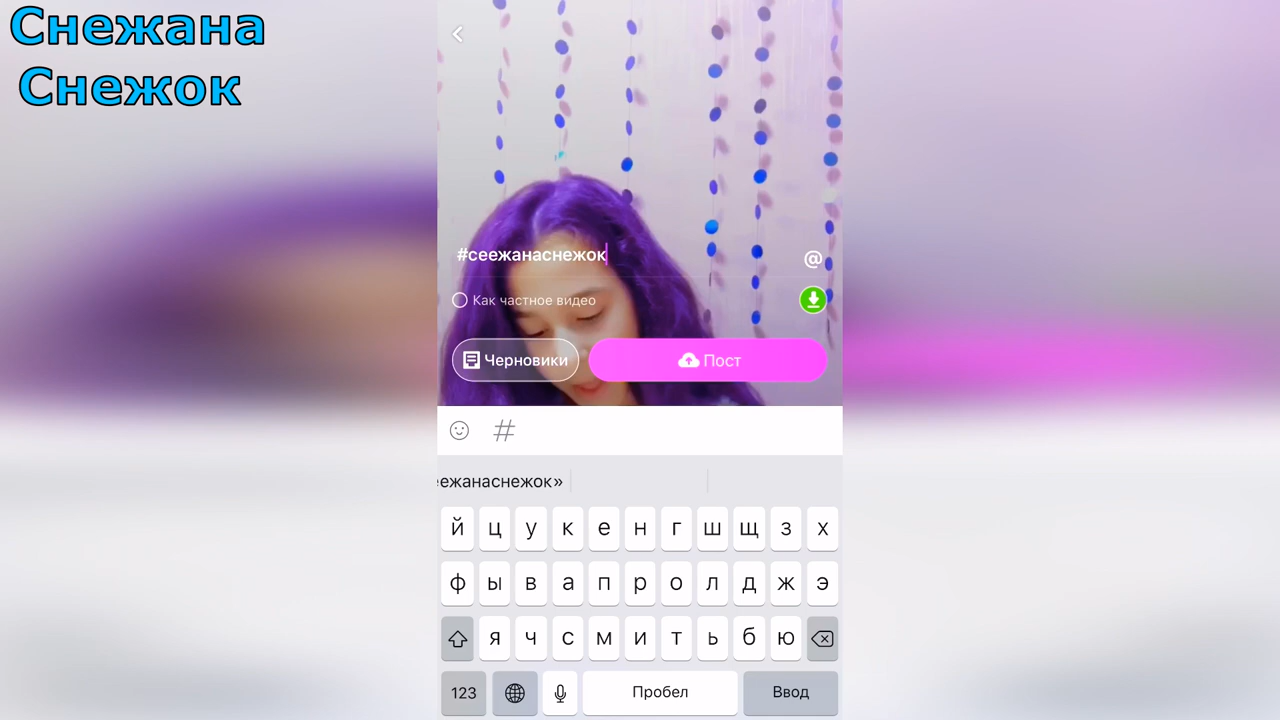 Снежана
Снежок
#сеежанаснежок
@
Как частное видео
Черновики
Пост
#
еежанаснежок»
й ц у к е н г ш щ з х
ф ы в а п р о л д ж э
я ч с м и т ь б ю
123 Пробел Ввод